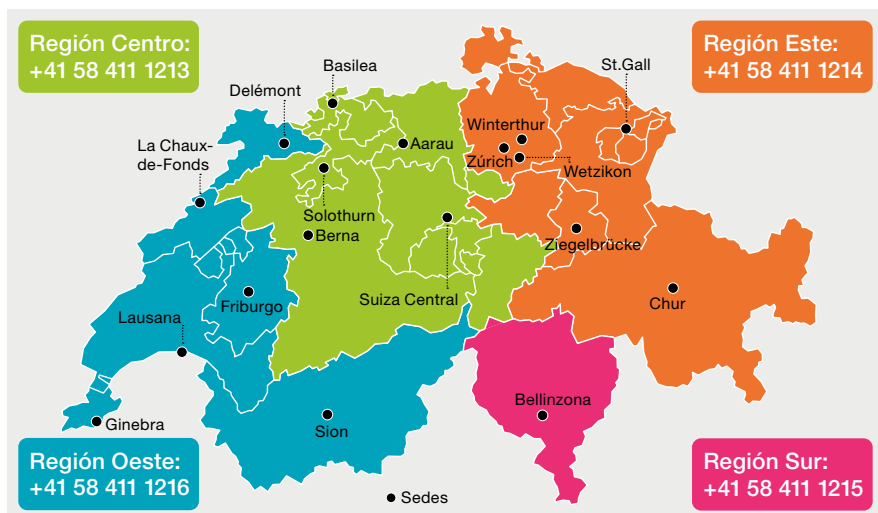 Región Centro:
+41 58 411 1213
Región Este:
+41 58 411 1214
Basilea
St.Gall
Delémont
Winterthur
La Chaux-
de-Fonds
Aarau
Zúrich
Wetzikon
Solothurn
Berna
Ziegelbrücke
Suiza Central
Friburgo
Chur
Lausana
Bellinzona
Ginebra
Sion
Región Oeste:
+41 58 411 1216
Región Sur:
+41 58 411 1215
Sedes